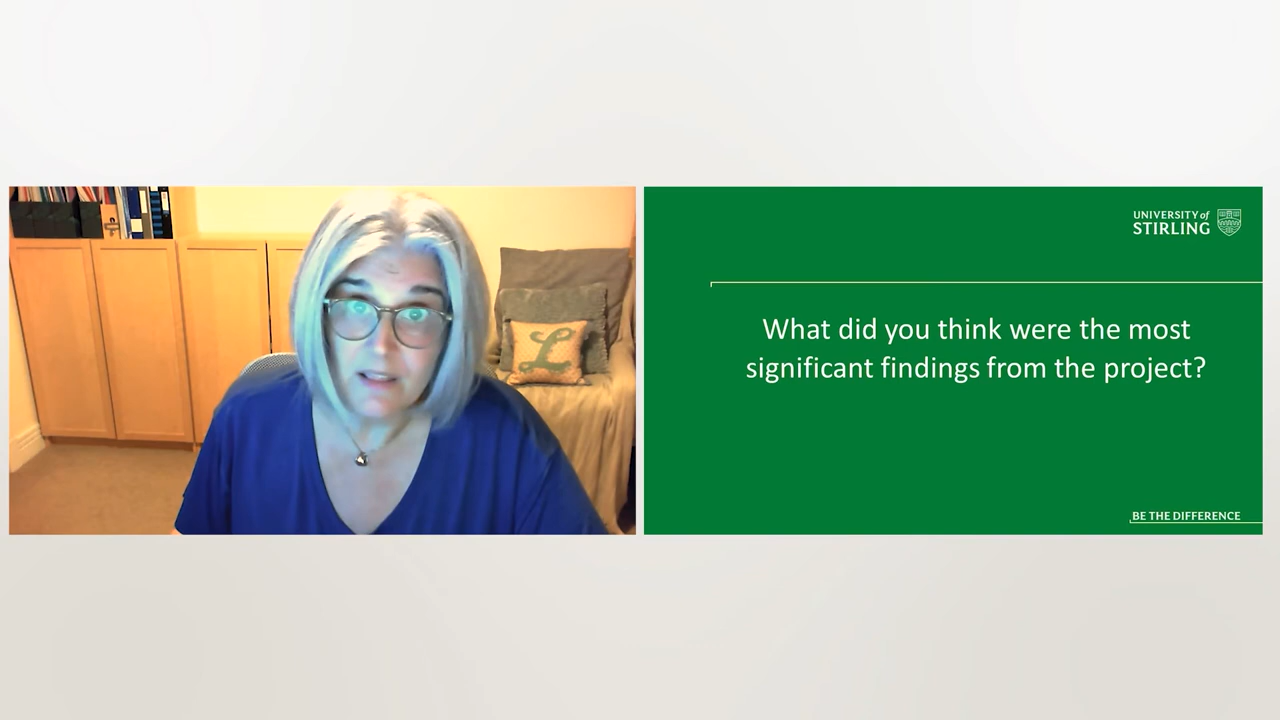 L
UNIVERSITY of
STIRLING
What did you think were the most
significant findings from the project?
BE THE DIFFERENCE